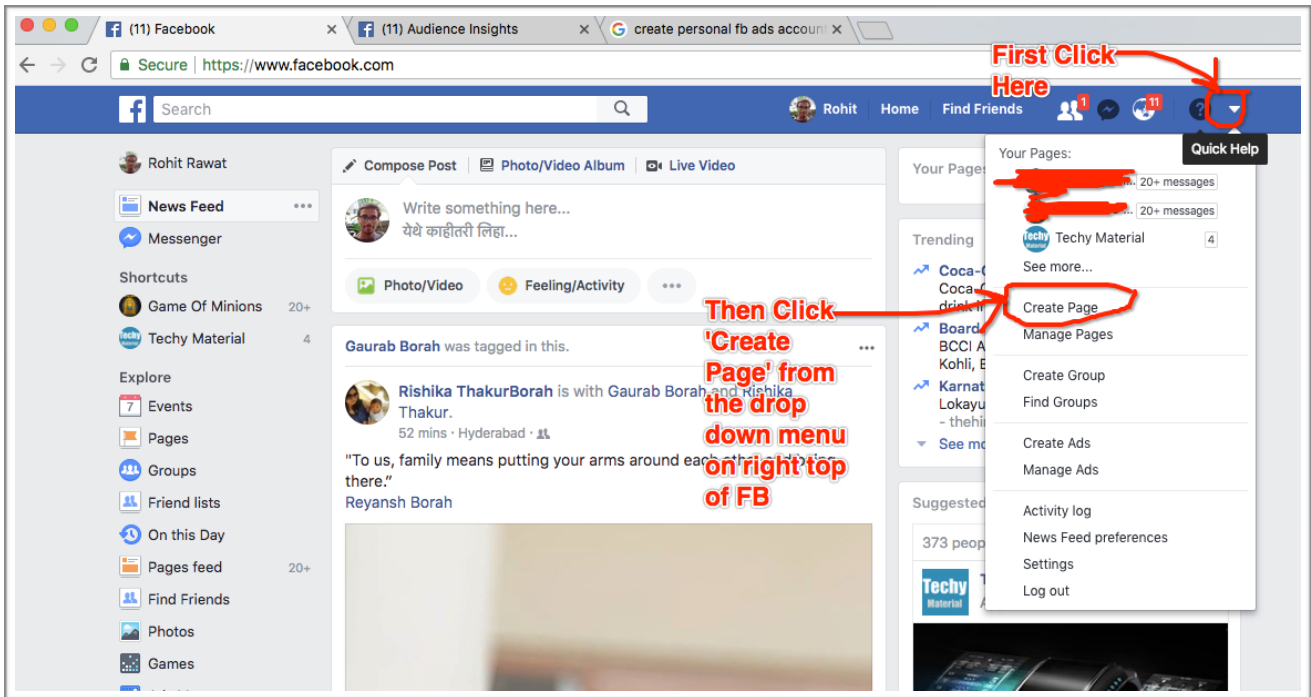 (11) Facebook
(11) Audience Insights
create personal fb ads account
Secure | https://www.facebook.com
First Click
Here
Search
Rohit
Home
Find Friends
1
11
Quick Help
Rohit Rawat
News Feed
Messenger
Shortcuts
Game Of Minions 20+
Techy Material 4
Explore
7 Events
Pages
Groups
Friend lists
On this Day
Pages feed 20+
Find Friends
Photos
Games
Compose Post
Photo/Video Album
Live Video
Write something here...
येथे काहीतरी लिहा...
Photo/Video
Feeling/Activity
Gaurab Borah was tagged in this.
Rishika ThakurBorah is with Gaurab Borah and Rishika
Thakur.
52 mins · Hyderabad ·
"To us, family means putting your arms around each other and being
there.”
Reyansh Borah
Then Click
'Create
Page' from
the drop
down menu
on right top
of FB
Your Pages
Trending
Coca-
Coca-
drink
Board
BCCI A
Kohli,
Karnat
Lokayu
- thehi
See mo
Suggested
373 peop
Techy
Material
Your Pages:
20+ messages
20+ messages
Techy Material 4
See more...
Create Page
Manage Pages
Create Group
Find Groups
Create Ads
Manage Ads
Activity log
News Feed preferences
Settings
Log out